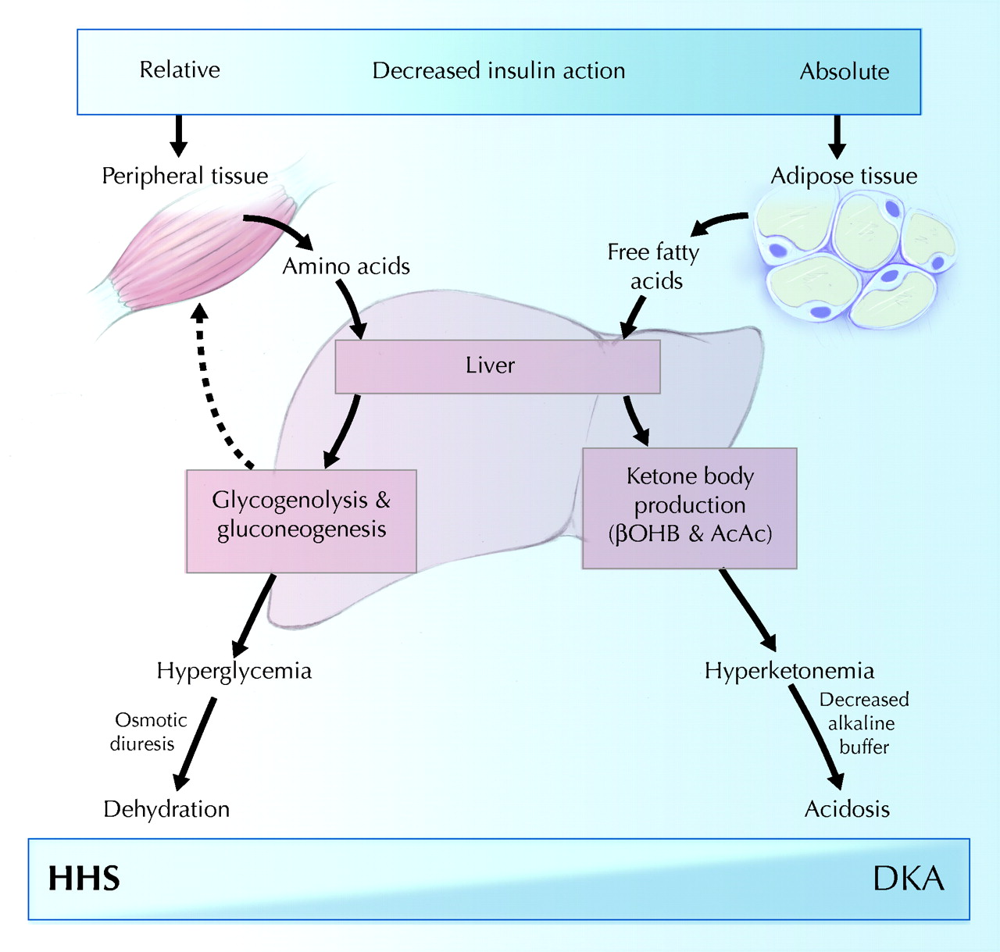 Relative
Decreased insulin action
Absolute
Peripheral tissue
Adipose tissue
Amino acids
Free fatty
acids
Liver
Glycogenolysis &
gluconeogenesis
Ketone body
production
(βOHB & AcAc)
Hyperglycemia
Hyperketonemia
Osmotic
diuresis
Decreased
alkaline
buffer
Dehydration
Acidosis
HHS
DKA